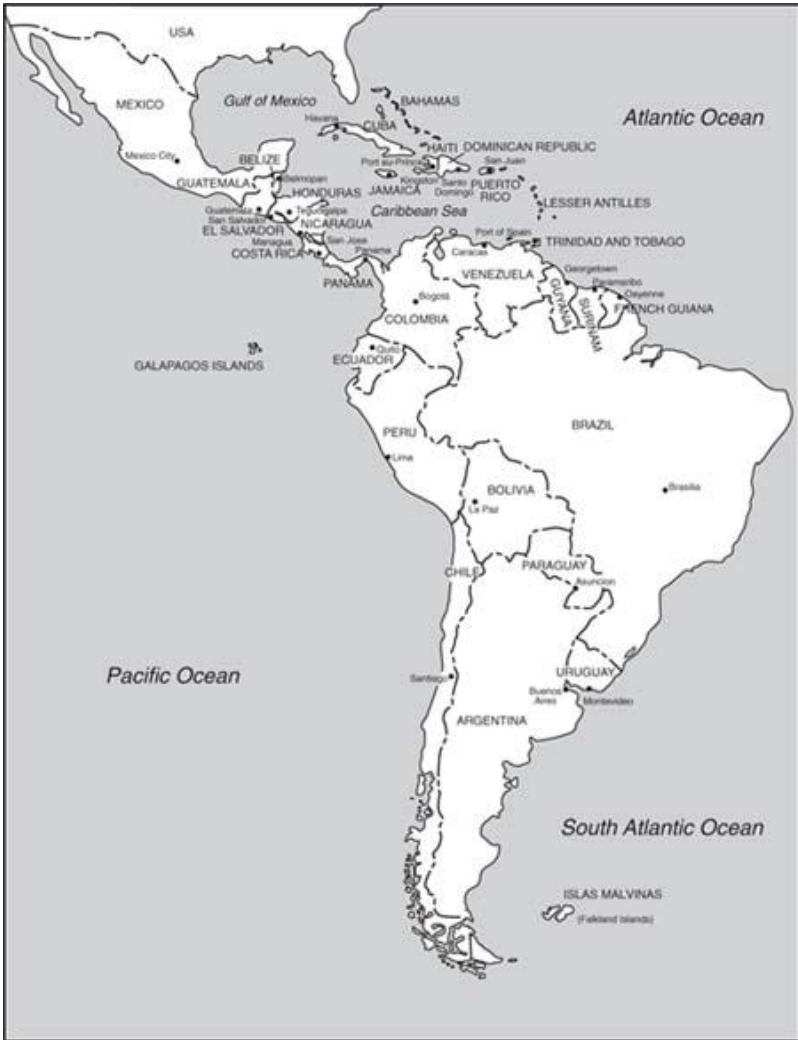 USA
MEXICO
Gulf of Mexico
BAHAMAS
Atlantic Ocean
Havana
CUBA
Mexico City
HAITI
DOMINICAN REPUBLIC
BELIZE
Port au-Prince
San Juan
Belmopan
Kingston
Santo
Domingo
PUERTO
RICO
GUATEMALA
JAMAICA
HONDURAS
LESSER ANTILLES
Guatemala
Tegucigalpa
Caribbean Sea
San Salvador
NICARAGUA
EL SALVADOR
Managua
San Jose
Port of Spain
TRINIDAD AND TOBAGO
COSTA RICA
Panama
Caracas
PANAMA
VENEZUELA
Georgetown
Paramaribo
Cayenne
GUYANA
SURINAM
FRENCH GUIANA
Bogotá
COLOMBIA
Quito
ECUADOR
GALAPAGOS ISLANDS
BRAZIL
PERU
Lima
BOLIVIA
La Paz
Brasilia
CHILE
PARAGUAY
Asuncion
Pacific Ocean
Santiago
URUGUAY
Buenos
Aires
Montevideo
ARGENTINA
South Atlantic Ocean
ISLAS MALVINAS
(Falkland Islands)